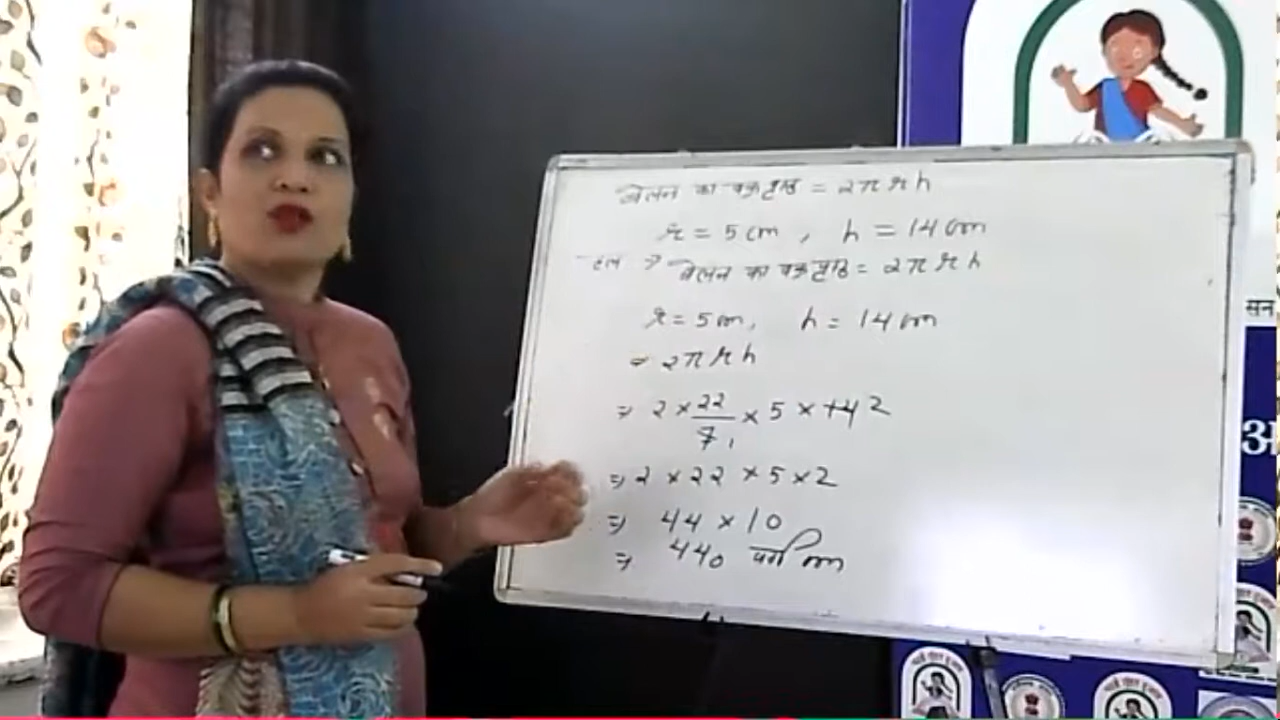 बेलन का वक्रपृष्ठ = 2πrh
r = 5 cm , h = 14 cm
हल ⇒ बेलन का वक्रपृष्ठ = 2πrh
r = 5 cm, h = 14 cm
⇒ 2πrh
⇒ 2 × 22/7 1 × 5 × 14 2
⇒ 2 × 22 × 5 × 2
⇒ 44 × 10
⇒ 440 वर्ग cm
सन
अ